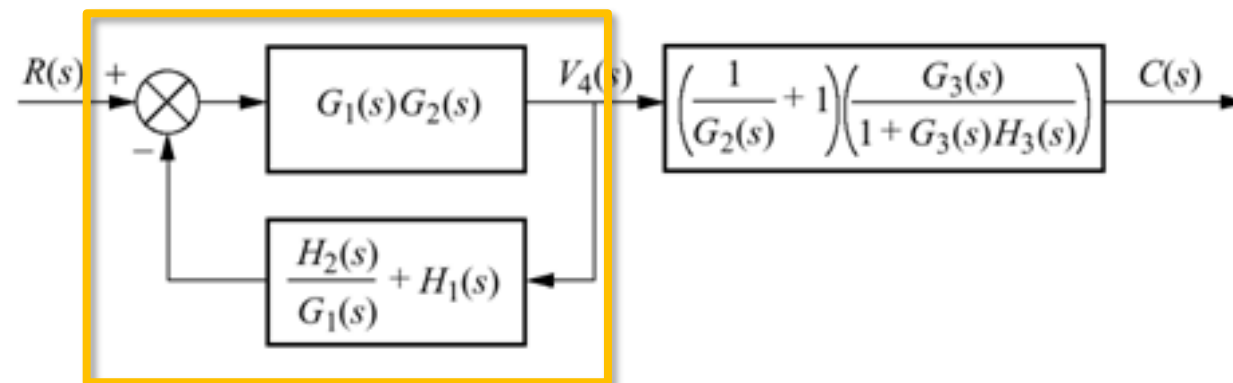 R(s) + G₁(s)G₂(s) V₄(s) (1/G₂(s) + 1)(G₃(s)/1 + G₃(s)H₃(s)) C(s)
−
H₂(s)/G₁(s) + H₁(s)